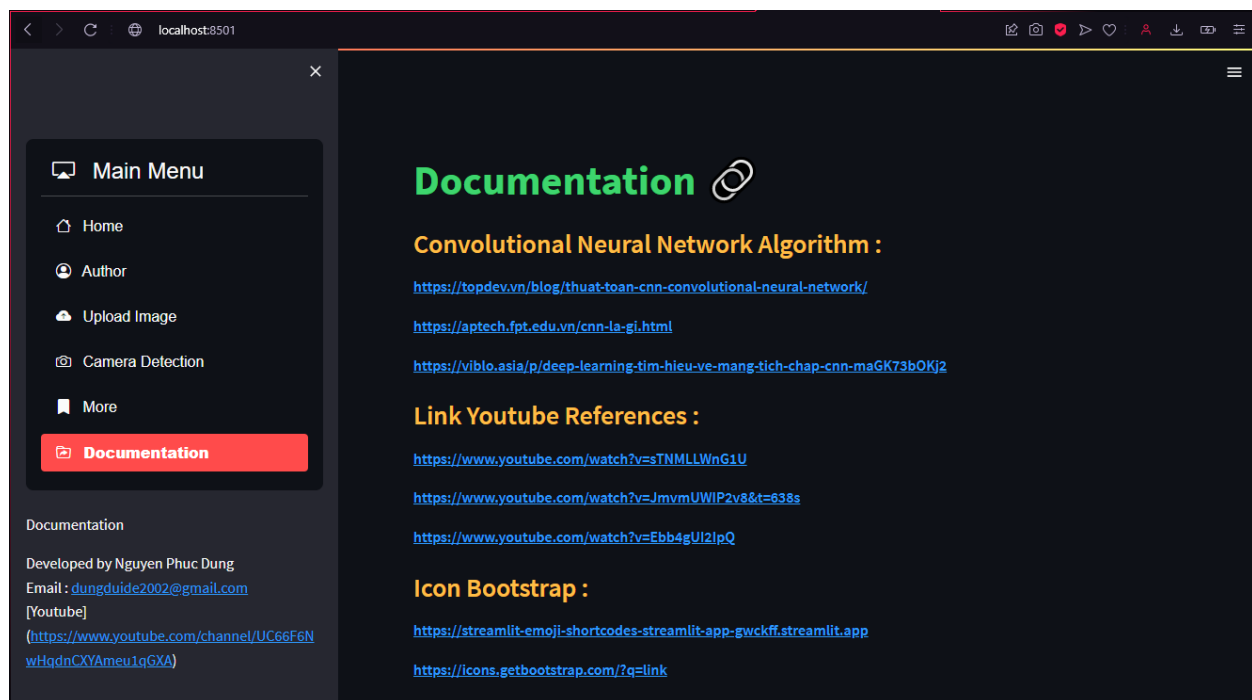 localhost:8501
Main Menu
Home
Author
Upload Image
Camera Detection
More
Documentation
Documentation
Developed by Nguyen Phuc Dung
Email : dungduide2002@gmail.com
[Youtube]
(https://www.youtube.com/channel/UC66F6N
wHqdnCXYAmeu1qGXA)
Documentation
Convolutional Neural Network Algorithm :
https://topdev.vn/blog/thuat-toan-cnn-convolutional-neural-network/
https://aptech.fpt.edu.vn/cnn-la-gi.html
https://viblo.asia/p/deep-learning-tim-hieu-ve-mang-tich-chap-cnn-maGK73bOKj2
Link Youtube References :
https://www.youtube.com/watch?v=sTNMLLWnG1U
https://www.youtube.com/watch?v=JmvmUWIP2v8&t=638s
https://www.youtube.com/watch?v=Ebb4gUI2IpQ
Icon Bootstrap :
https://streamlit-emoji-shortcodes-streamlit-app-gwckff.streamlit.app
https://icons.getbootstrap.com/?q=link